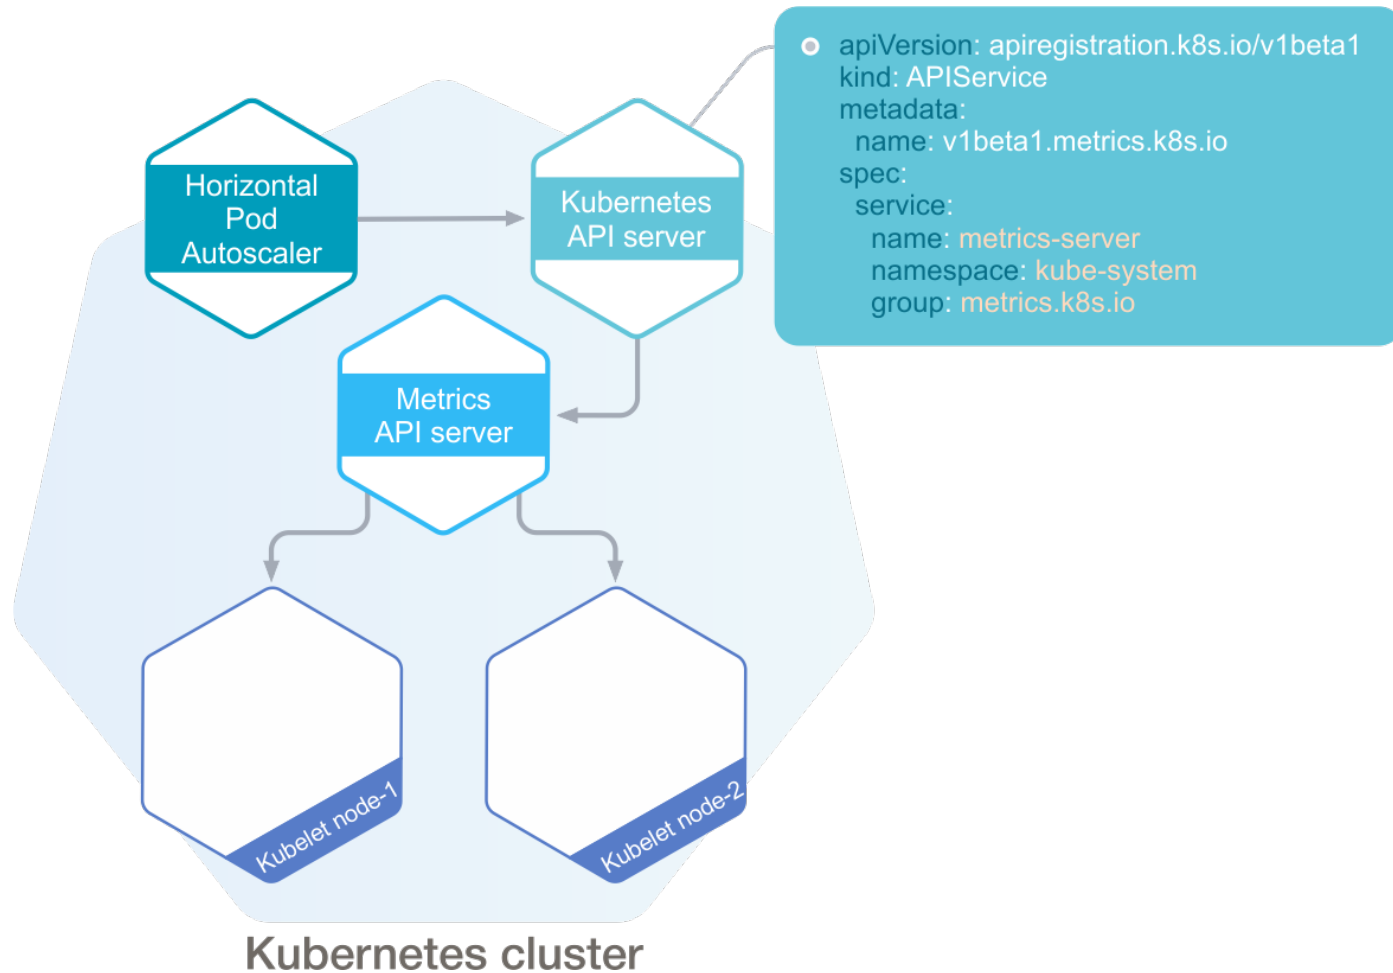 apiVersion: apiregistration.k8s.io/v1beta1
kind: APIService
metadata:
name: v1beta1.metrics.k8s.io
spec:
service:
name: metrics-server
namespace: kube-system
group: metrics.k8s.io
Horizontal
Pod
Autoscaler
Kubernetes
API server
Metrics
API server
Kubelet node-1
Kubelet node-2
Kubernetes cluster